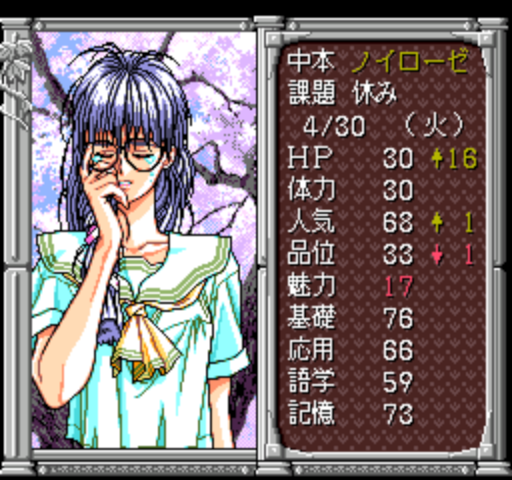 中本 ノイローゼ
課題 休み
4/30 (火)
HP 30 ↑16
体力 30
人気 68 ↑ 1
品位 33 ↓ 1
魅力 17
基礎 76
応用 66
語学 59
記憶 73